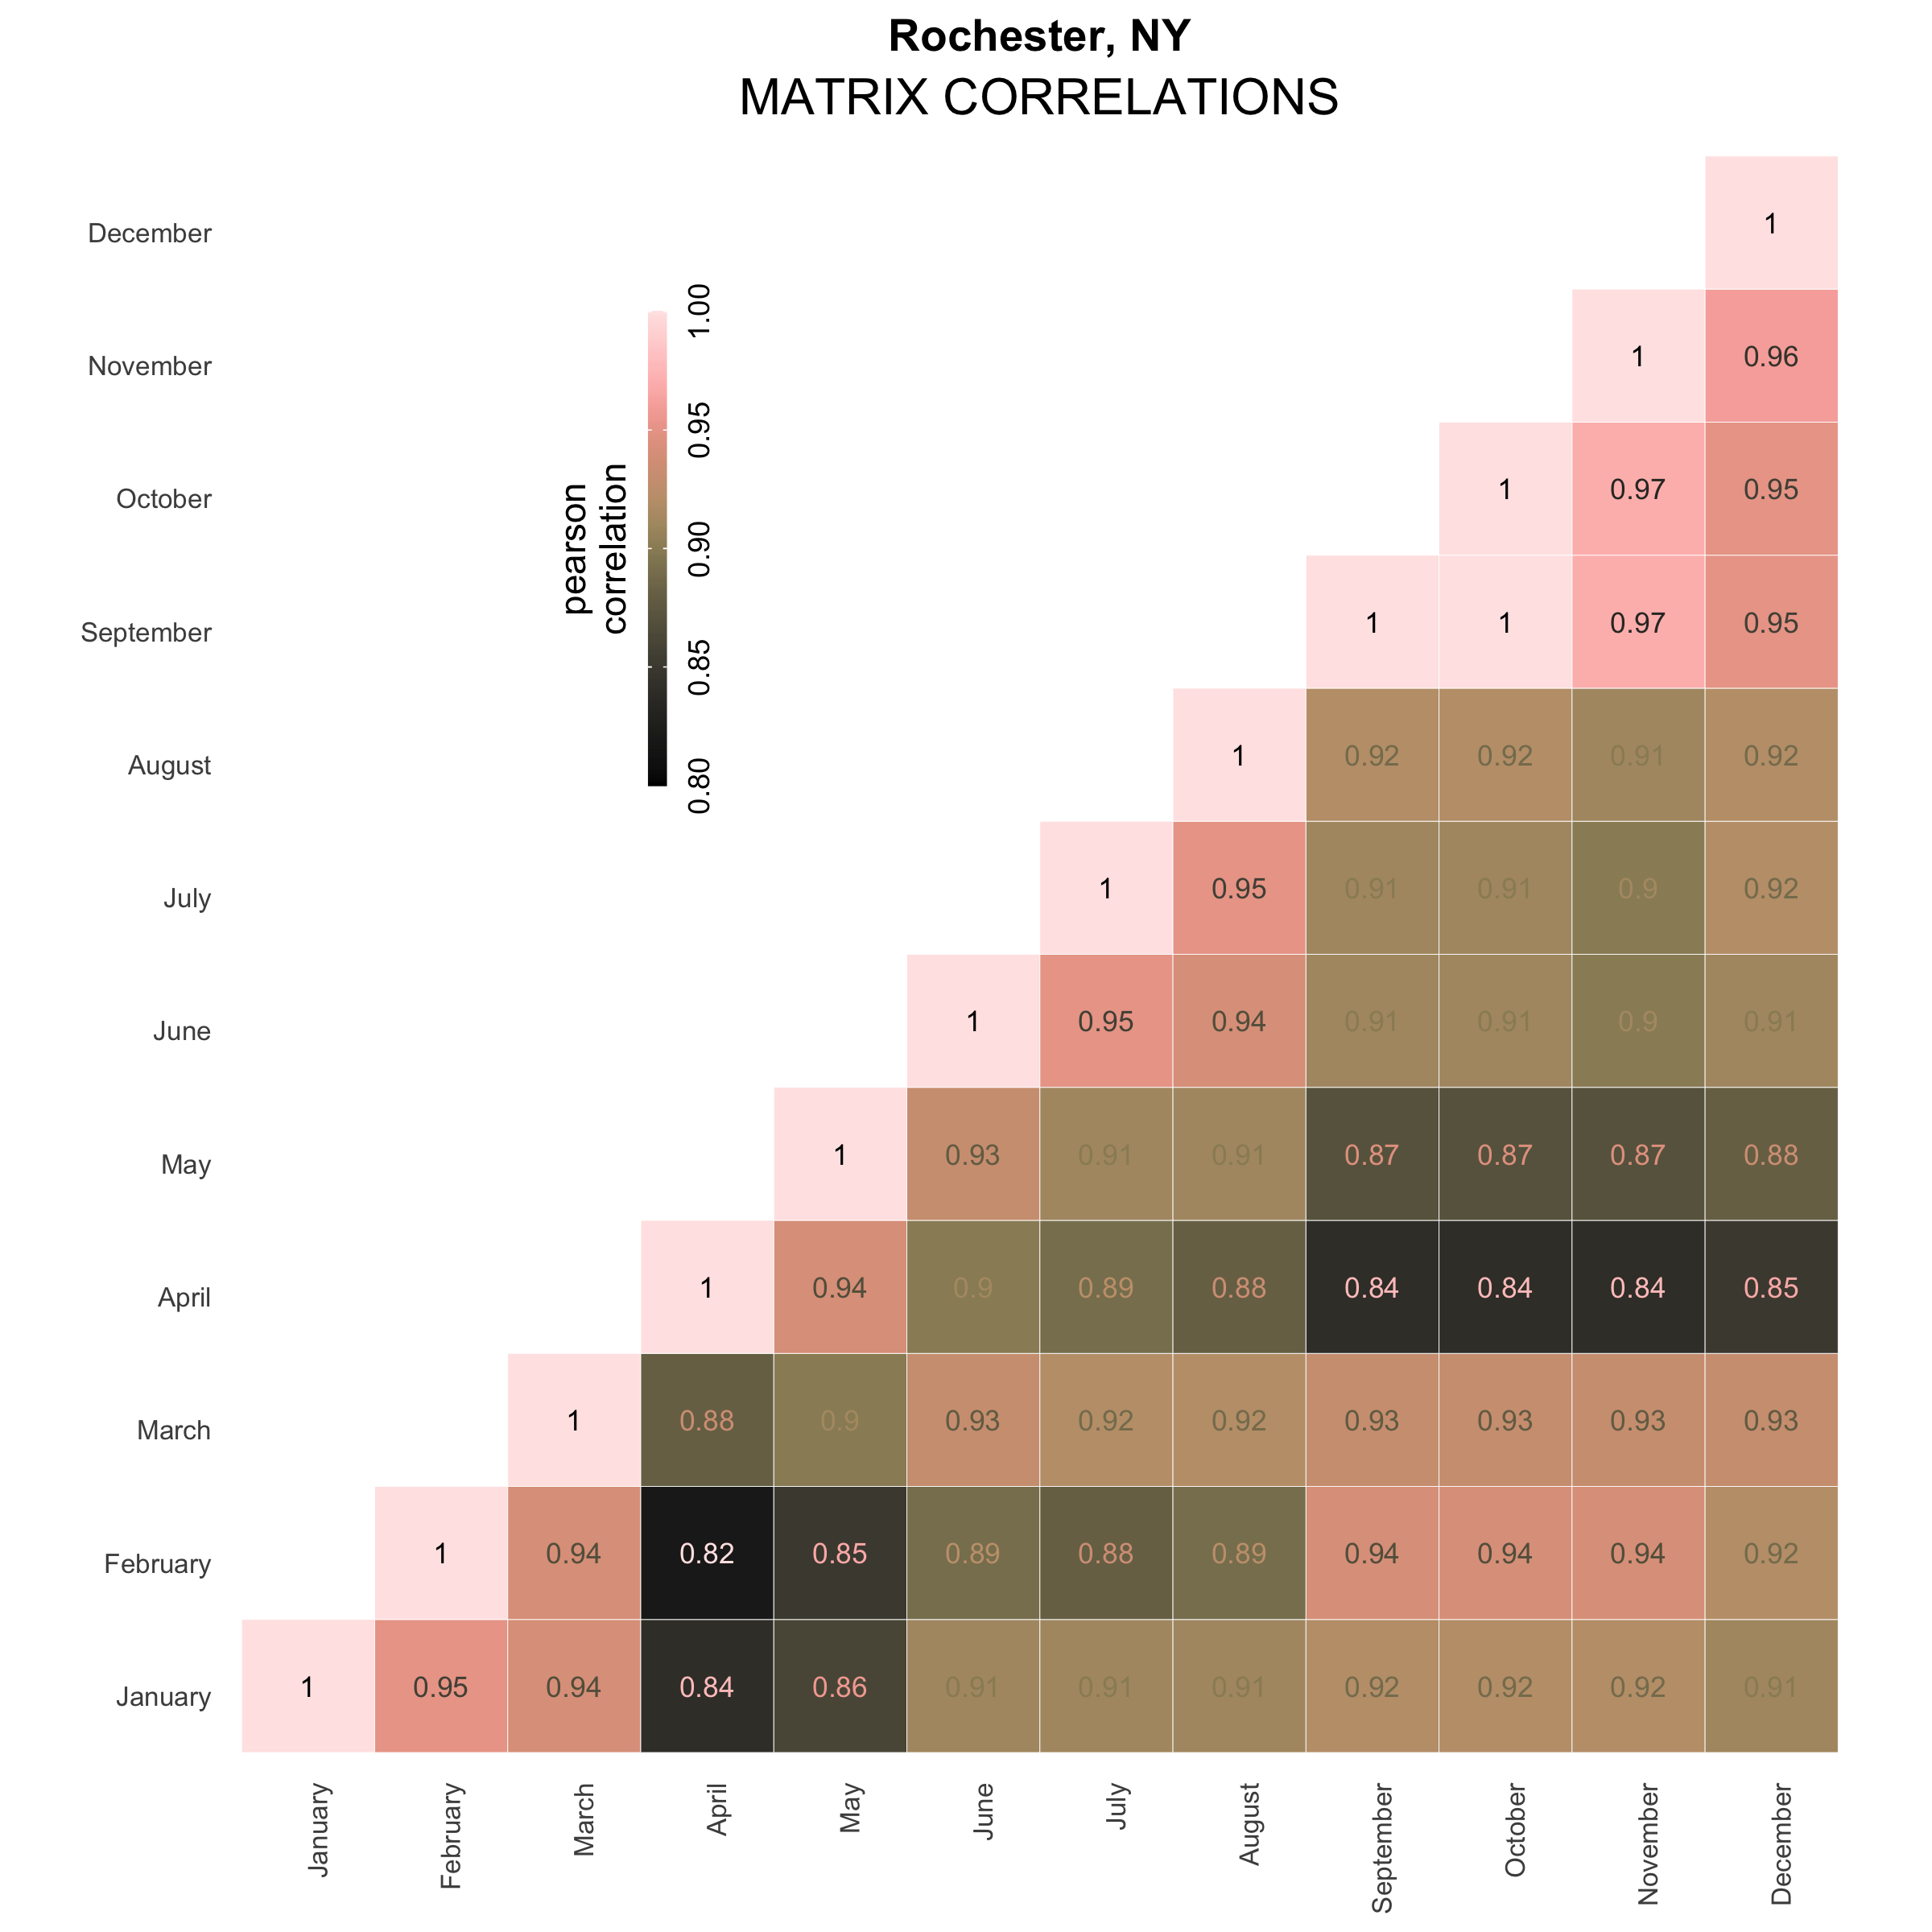 Rochester, NY
MATRIX CORRELATIONS
December 1
November 1 0.96
October 1 0.97 0.95
September 1 1 0.97 0.95
August 1 0.92 0.92 0.91 0.92
July 1 0.95 0.91 0.91 0.9 0.92
June 1 0.95 0.94 0.91 0.91 0.9 0.91
May 1 0.93 0.91 0.91 0.87 0.87 0.87 0.88
April 1 0.94 0.9 0.89 0.88 0.84 0.84 0.84 0.85
March 1 0.88 0.9 0.93 0.92 0.92 0.93 0.93 0.93 0.93
February 1 0.94 0.82 0.85 0.89 0.88 0.89 0.94 0.94 0.94 0.92
January 1 0.95 0.94 0.84 0.86 0.91 0.91 0.91 0.92 0.92 0.92 0.91
January February March April May June July August September October November December
pearson
correlation
0.80 0.85 0.90 0.95 1.00